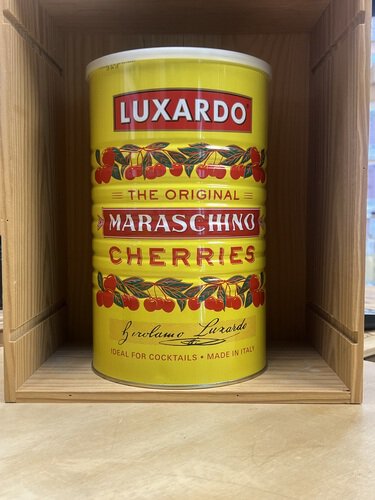 LUXARDO®
THE ORIGINAL
MARASCHINO
CHERRIES
Girolamo Luxardo
IDEAL FOR COCKTAILS • MADE IN ITALY